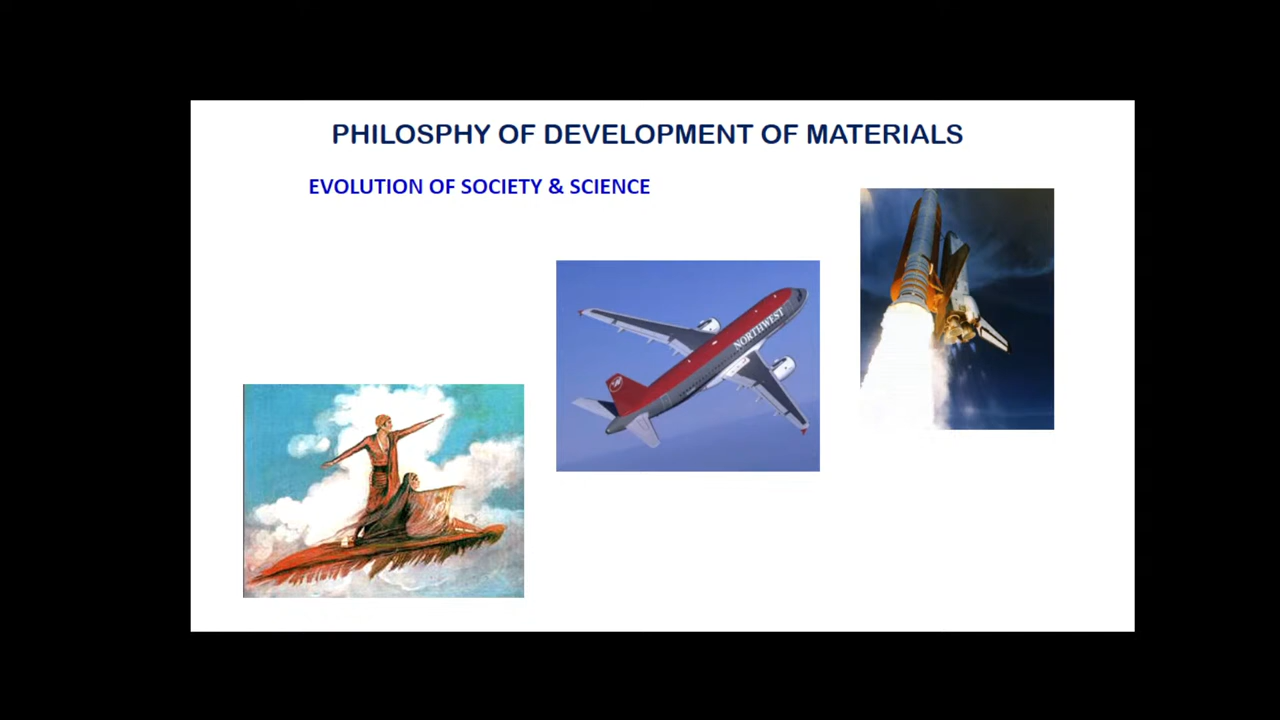 PHILOSPHY OF DEVELOPMENT OF MATERIALS
EVOLUTION OF SOCIETY & SCIENCE
NORTHWEST